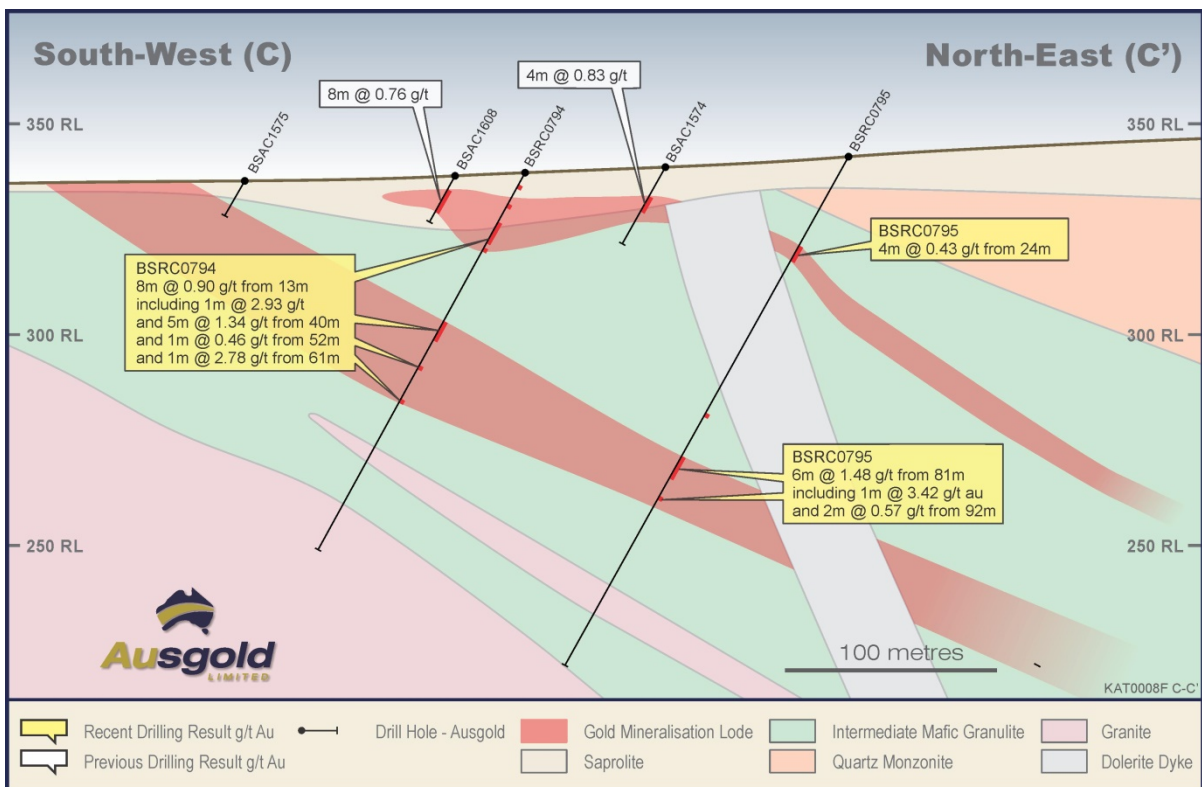 South-West (C)
North-East (C')
8m @ 0.76 g/t
4m @ 0.83 g/t
350 RL
350 RL
BSAC1575
BSAC1608
BSRC0794
BSAC1574
BSRC0795
BSRC0795
4m @ 0.43 g/t from 24m
BSRC0794
8m @ 0.90 g/t from 13m
including 1m @ 2.93 g/t
and 5m @ 1.34 g/t from 40m
and 1m @ 0.46 g/t from 52m
and 1m @ 2.78 g/t from 61m
300 RL
300 RL
BSRC0795
6m @ 1.48 g/t from 81m
including 1m @ 3.42 g/t au
and 2m @ 0.57 g/t from 92m
250 RL
250 RL
Ausgold
LIMITED
100 metres
KAT0008F C-C'
Recent Drilling Result g/t Au
Drill Hole - Ausgold
Gold Mineralisation Lode
Intermediate Mafic Granulite
Granite
Previous Drilling Result g/t Au
Saprolite
Quartz Monzonite
Dolerite Dyke